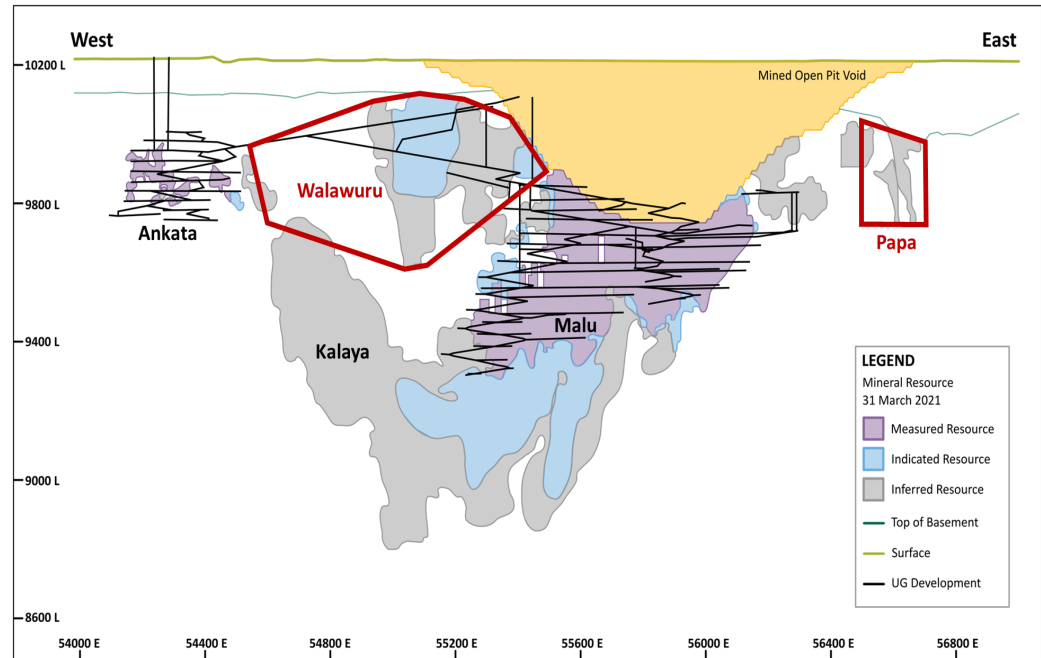 West
East
10200 L
Mined Open Pit Void
Walawuru
9800 L
Ankata
Papa
9400 L
Malu
Kalaya
LEGEND
Mineral Resource
31 March 2021
Measured Resource
Indicated Resource
9000 L
Inferred Resource
Top of Basement
Surface
UG Development
8600 L
54000 E
54400 E
54800 E
55200 E
55600 E
56000 E
56400 E
56800 E